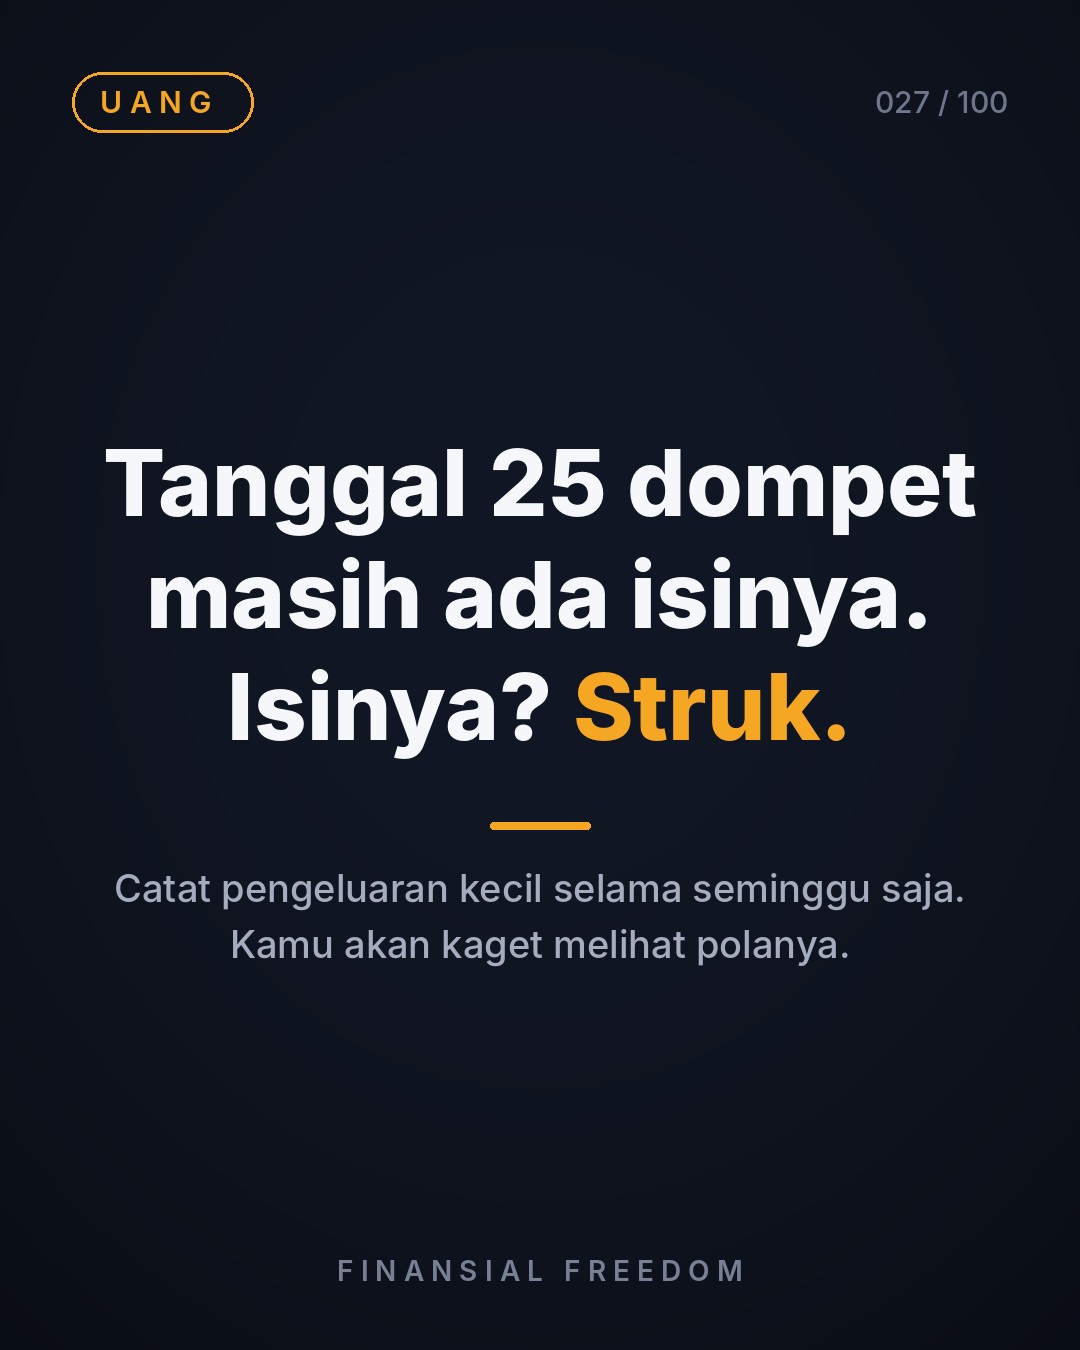 UANG
027 / 100
Tanggal 25 dompet
masih ada isinya.
Isinya? Struk.
Catat pengeluaran kecil selama seminggu saja.
Kamu akan kaget melihat polanya.
FINANSIAL FREEDOM